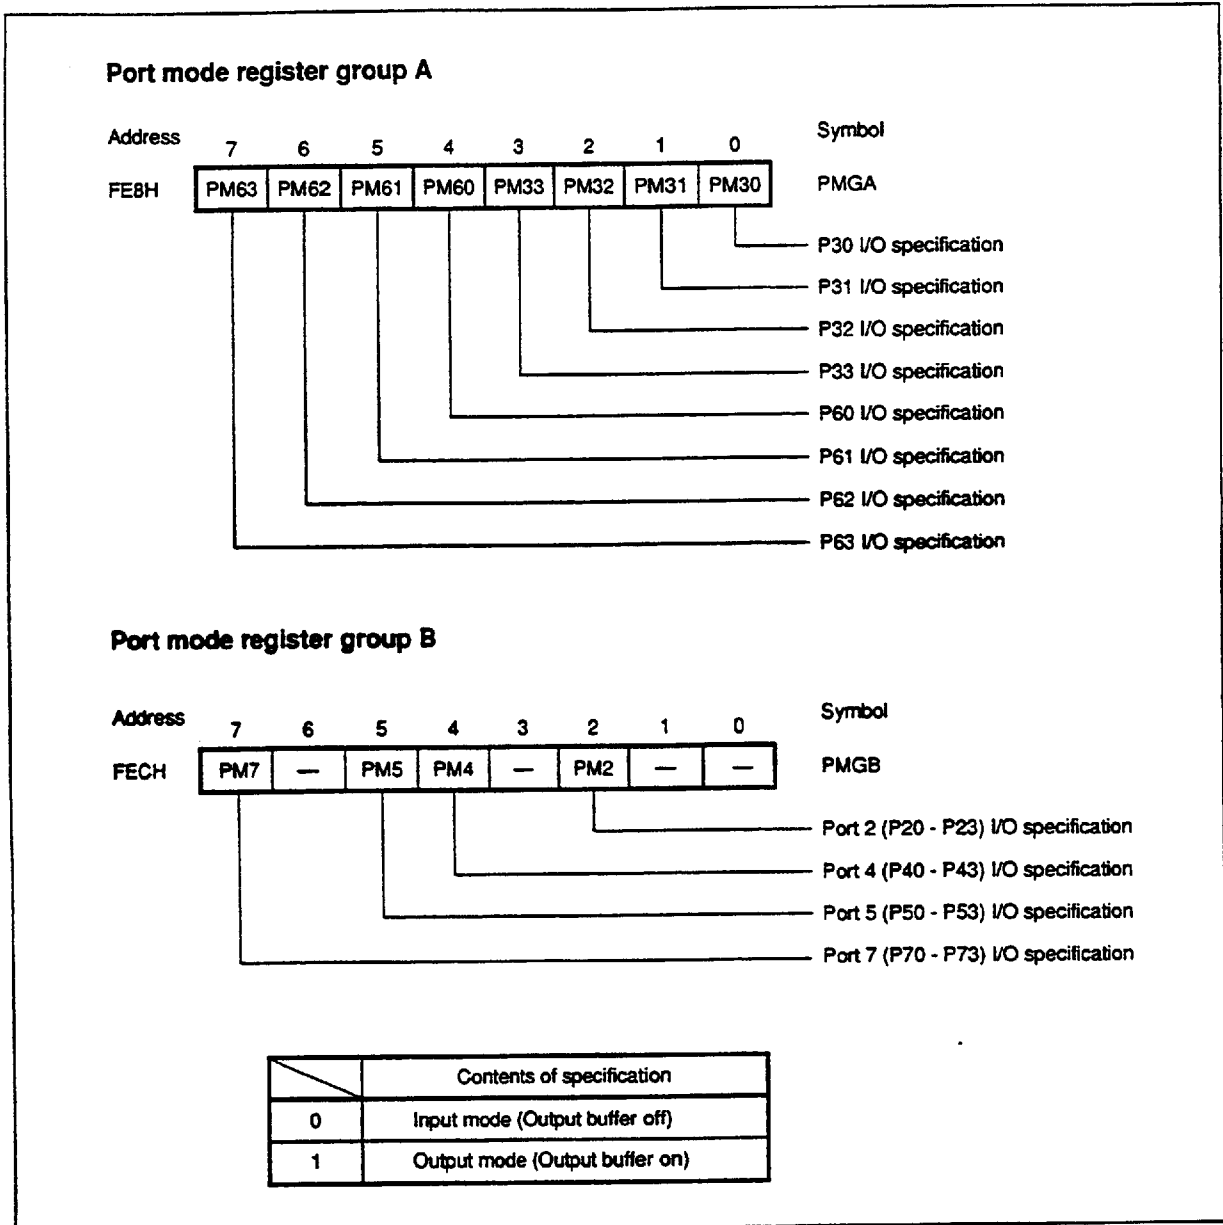 Port mode register group A
Address 7 6 5 4 3 2 1 0 Symbol
FE8H PM63 PM62 PM61 PM60 PM33 PM32 PM31 PM30 PMGA
P30 I/O specification
P31 I/O specification
P32 I/O specification
P33 I/O specification
P60 I/O specification
P61 I/O specification
P62 I/O specification
P63 I/O specification
Port mode register group B
Address 7 6 5 4 3 2 1 0 Symbol
FECH PM7 — PM5 PM4 — PM2 — — PMGB
Port 2 (P20 - P23) I/O specification
Port 4 (P40 - P43) I/O specification
Port 5 (P50 - P53) I/O specification
Port 7 (P70 - P73) I/O specification
Contents of specification
0 Input mode (Output buffer off)
1 Output mode (Output buffer on)